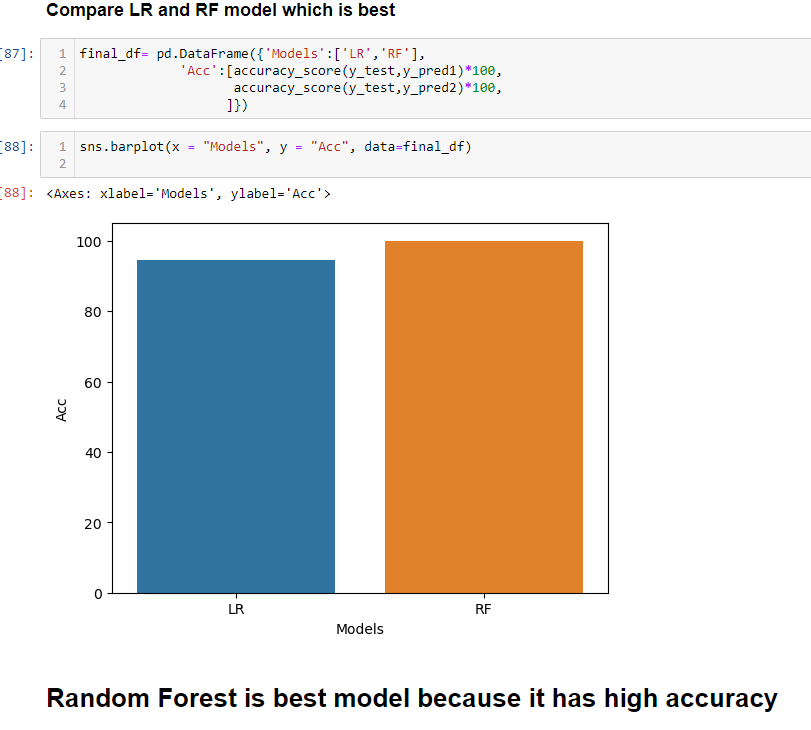 Compare LR and RF model which is best
[87]:
1 final_df= pd.DataFrame({'Models':['LR','RF'],
2 'Acc':[accuracy_score(y_test,y_pred1)*100,
3 accuracy_score(y_test,y_pred2)*100,
4 ]})
[88]:
1 sns.barplot(x = "Models", y = "Acc", data=final_df)
2
[88]: <Axes: xlabel='Models', ylabel='Acc'>
100
80
60
40
20
0
Acc
LR RF
Models
Random Forest is best model because it has high accuracy